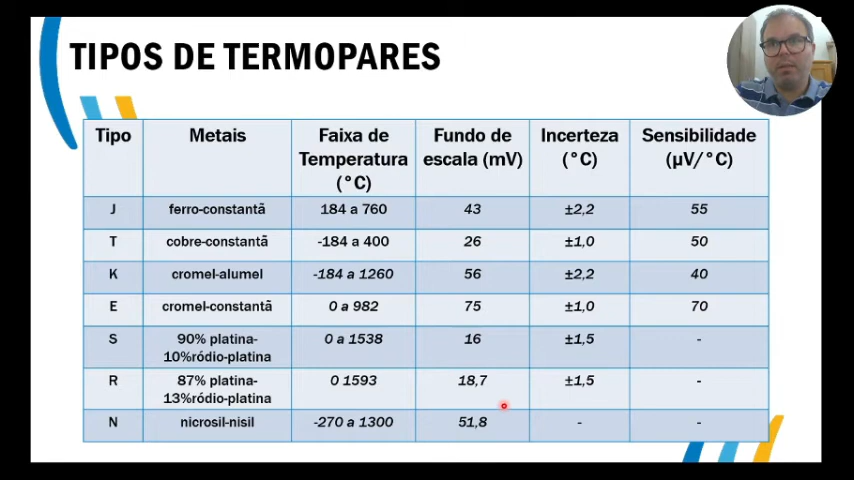 TIPOS DE TERMOPARES
Tipo Metais Faixa de Temperatura (°C) Fundo de escala (mV) Incerteza (°C) Sensibilidade (µV/°C)
J ferro-constantã 184 a 760 43 ±2,2 55
T cobre-constantã -184 a 400 26 ±1,0 50
K cromel-alumel -184 a 1260 56 ±2,2 40
E cromel-constantã 0 a 982 75 ±1,0 70
S 90% platina-10%ródio-platina 0 a 1538 16 ±1,5 -
R 87% platina-13%ródio-platina 0 1593 18,7 ±1,5 -
N nicrosil-nisil -270 a 1300 51,8 - -